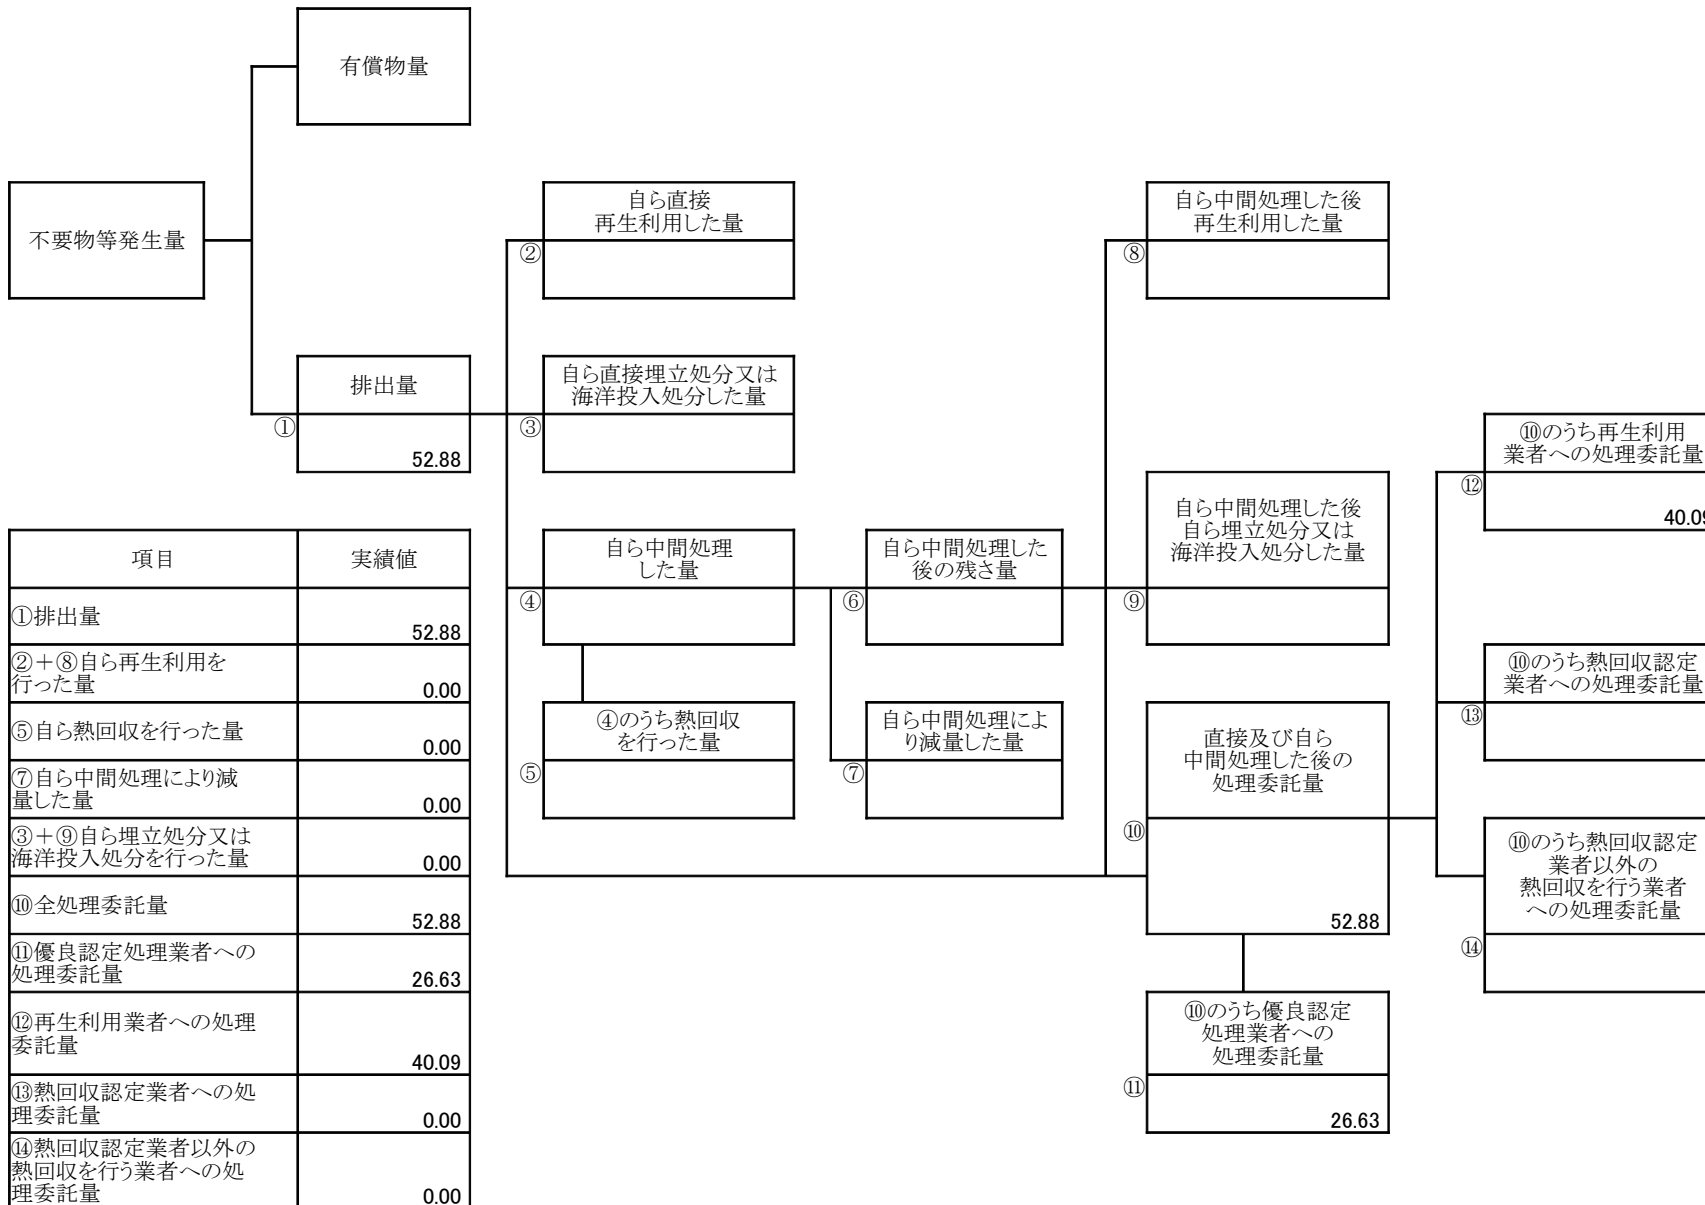 有償物量
不要物等発生量
自ら直接
再生利用した量
②
自ら中間処理した後
再生利用した量
⑧
排出量
①
52.88
自ら直接埋立処分又は
海洋投入処分した量
③
⑩のうち再生利用
業者への処理委託量
⑫
40.09
自ら中間処理した後
自ら埋立処分又は
海洋投入処分した量
⑨
自ら中間処理
した量
④
自ら中間処理した
後の残さ量
⑥
⑩のうち熱回収認定
業者への処理委託量
⑬
④のうち熱回収
を行った量
⑤
自ら中間処理によ
り減量した量
⑦
直接及び自ら
中間処理した後の
処理委託量
⑩
52.88
⑩のうち熱回収認定
業者以外の
熱回収を行う業者
への処理委託量
⑭
⑩のうち優良認定
処理業者への
処理委託量
⑪
26.63
項目
実績値
①排出量
52.88
②+⑧自ら再生利用を
行った量
0.00
⑤自ら熱回収を行った量
0.00
⑦自ら中間処理により減
量した量
0.00
③+⑨自ら埋立処分又は
海洋投入処分を行った量
0.00
⑩全処理委託量
52.88
⑪優良認定処理業者への
処理委託量
26.63
⑫再生利用業者への処理
委託量
40.09
⑬熱回収認定業者への処
理委託量
0.00
⑭熱回収認定業者以外の
熱回収を行う業者への処
理委託量
0.00